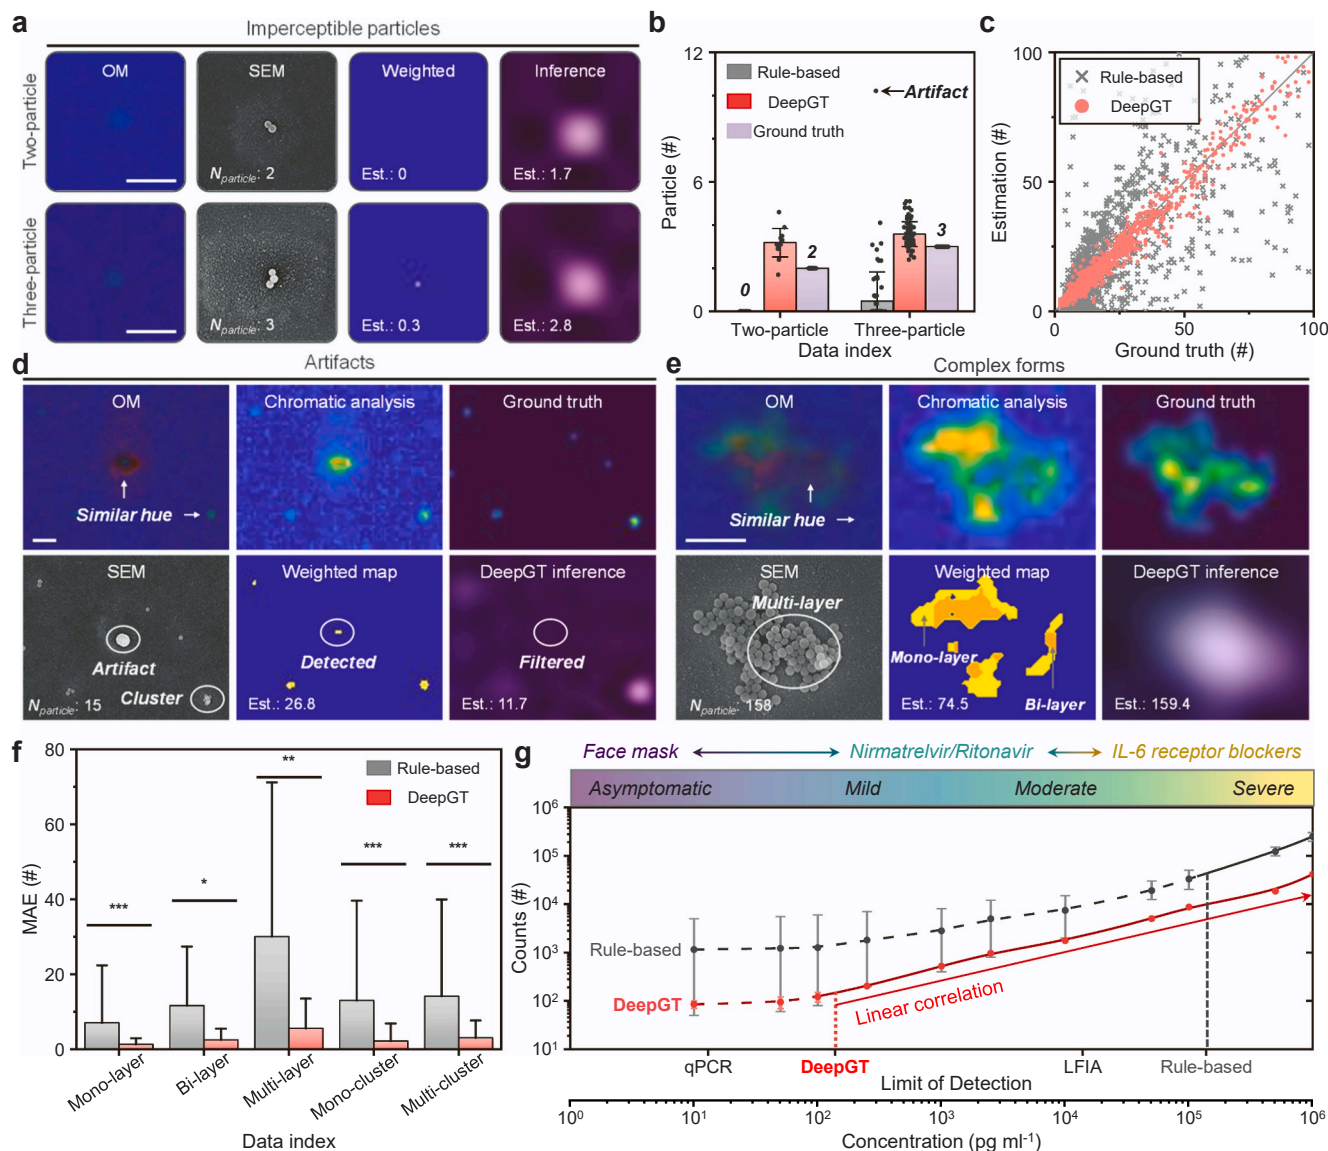 a
Imperceptible particles
Two-particle
OM
SEM
Weighted
Inference
Nparticle: 2
Est.: 0
Est.: 1.7
Three-particle
Nparticle: 3
Est.: 0.3
Est.: 2.8
b
Particle (#)
12
6
0
Rule-based
DeepGT
Ground truth
Artifact
0
2
3
Two-particle
Three-particle
Data index
c
Estimation (#)
100
50
0
Rule-based
DeepGT
0
50
100
Ground truth (#)
d
Artifacts
OM
Chromatic analysis
Ground truth
Similar hue
SEM
Weighted map
DeepGT inference
Artifact
Detected
Filtered
Cluster
Nparticle: 15
Est.: 26.8
Est.: 11.7
e
Complex forms
OM
Chromatic analysis
Ground truth
Similar hue
SEM
Weighted map
DeepGT inference
Multi-layer
Mono-layer
Bi-layer
Nparticle: 158
Est.: 74.5
Est.: 159.4
f
MAE (#)
80
60
40
20
0
Rule-based
DeepGT
***
*
**
***
***
Mono-layer
Bi-layer
Multi-layer
Mono-cluster
Multi-cluster
Data index
g
Face mask
Nirmatrelvir/Ritonavir
IL-6 receptor blockers
Asymptomatic
Mild
Moderate
Severe
Counts (#)
10⁶
10⁵
10⁴
10³
10²
10¹
Rule-based
DeepGT
Linear correlation
qPCR
DeepGT
LFIA
Rule-based
Limit of Detection
10⁰
10¹
10²
10³
10⁴
10⁵
10⁶
Concentration (pg ml⁻¹)